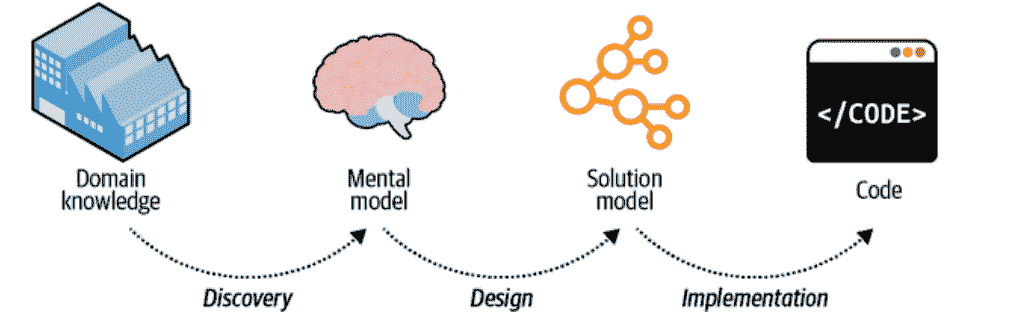 </CODE>
Domain
knowledge
Mental
model
Solution
model
Code
Discovery
Design
Implementation